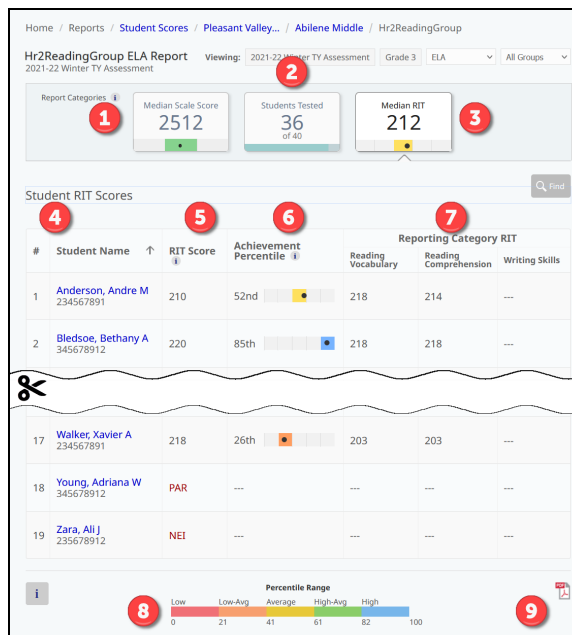 Home / Reports / Student Scores / Pleasant Valley... / Abilene Middle / Hr2ReadingGroup
Hr2ReadingGroup ELA Report Viewing: 2021-22 Winter TY Assessment Grade 3 ELA All Groups
2021-22 Winter TY Assessment
2
Report Categories i
Median Scale Score Students Tested Median RIT
1 2512 36 212 3
of 40
Find
Student RIT Scores
4 5 6 7
Reporting Category RIT
# Student Name ↑ RIT Score i Achievement Percentile i Reading Vocabulary Reading Comprehension Writing Skills
1 Anderson, Andre M 210 52nd 218 214 ---
234567891
2 Bledsoe, Bethany A 220 85th 218 218 ---
345678912
17 Walker, Xavier A 218 26th 203 203 ---
234567891
18 Young, Adriana W PAR --- --- --- ---
345678912
19 Zara, Ali J NEI --- --- --- ---
235678912
i Percentile Range PDF
8 Low Low-Avg Average High-Avg High 9
0 21 41 61 82 100